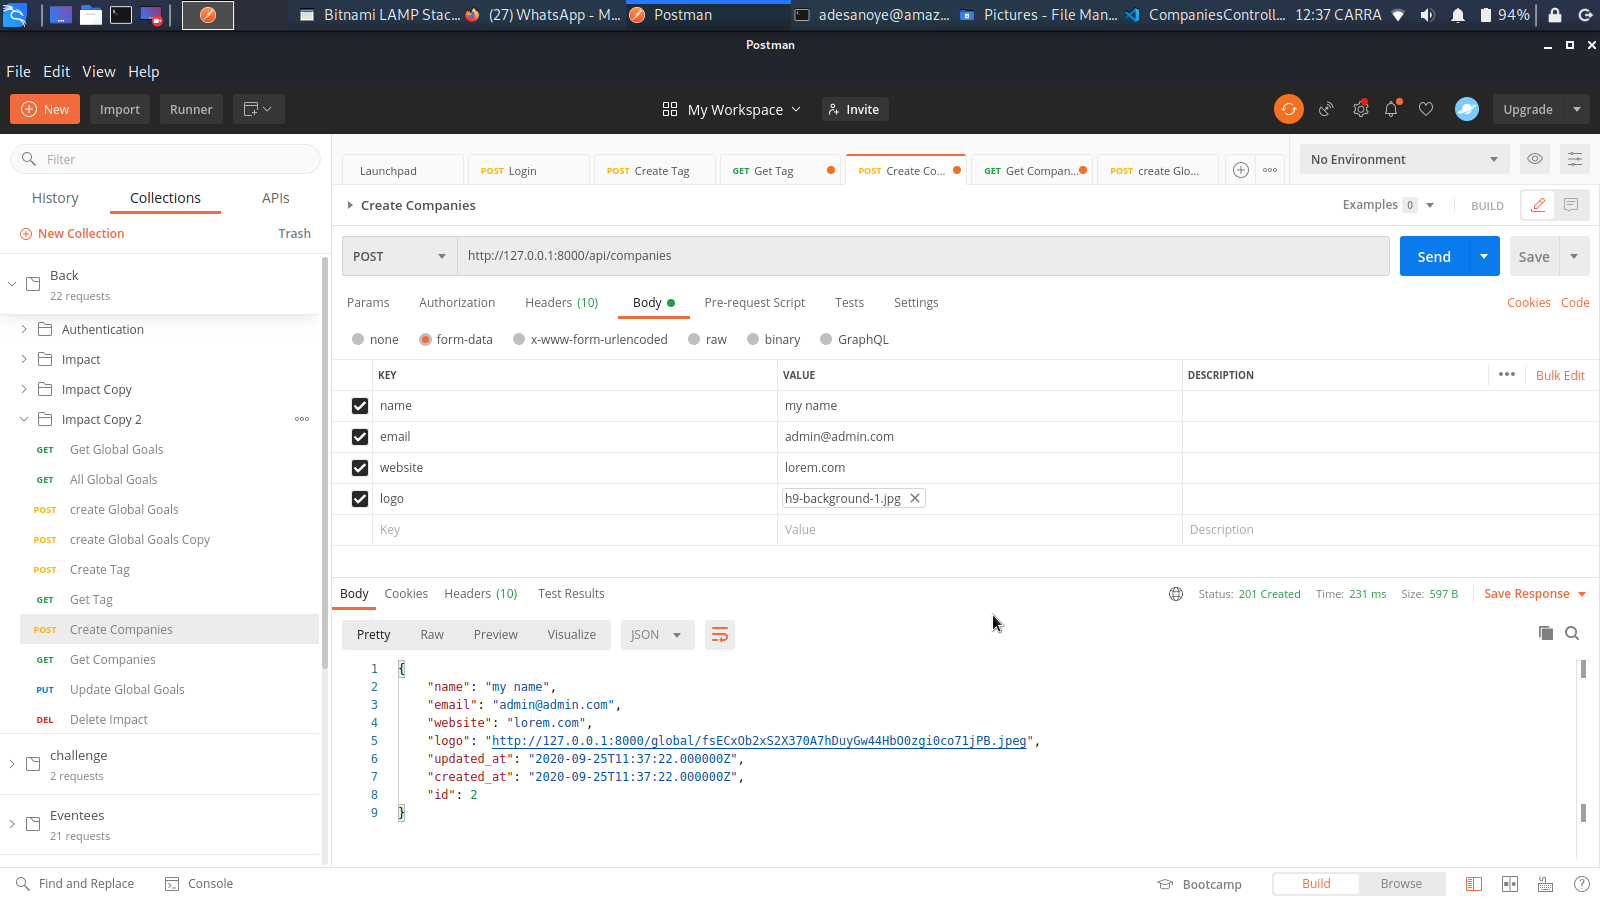 Bitnami LAMP Stac... (27) WhatsApp - M... Postman adesanoye@amaz... Pictures - File Man... CompaniesControll... 12:37 CARRA 94%
Postman
File Edit View Help
New Import Runner My Workspace Invite Upgrade
Filter
Launchpad POST Login POST Create Tag GET Get Tag POST Create Co... GET Get Compan... POST create Glo... No Environment
History Collections APIs
New Collection Trash
Create Companies Examples 0 BUILD
POST http://127.0.0.1:8000/api/companies Send Save
Params Authorization Headers (10) Body Pre-request Script Tests Settings Cookies Code
none form-data x-www-form-urlencoded raw binary GraphQL
KEY VALUE DESCRIPTION Bulk Edit
name my name
email admin@admin.com
website lorem.com
logo h9-background-1.jpg
Key Value Description
Back
22 requests
Authentication
Impact
Impact Copy
Impact Copy 2
GET Get Global Goals
GET All Global Goals
POST create Global Goals
POST create Global Goals Copy
POST Create Tag
GET Get Tag
POST Create Companies
GET Get Companies
PUT Update Global Goals
DEL Delete Impact
challenge
2 requests
Eventees
21 requests
Body Cookies Headers (10) Test Results Status: 201 Created Time: 231 ms Size: 597 B Save Response
Pretty Raw Preview Visualize JSON
1 {
2 "name": "my name",
3 "email": "admin@admin.com",
4 "website": "lorem.com",
5 "logo": "http://127.0.0.1:8000/global/fsECxOb2xS2X370A7hDuyGw44HbO0zgi0co71jPB.jpeg",
6 "updated_at": "2020-09-25T11:37:22.000000Z",
7 "created_at": "2020-09-25T11:37:22.000000Z",
8 "id": 2
9 }
Find and Replace Console Bootcamp Build Browse